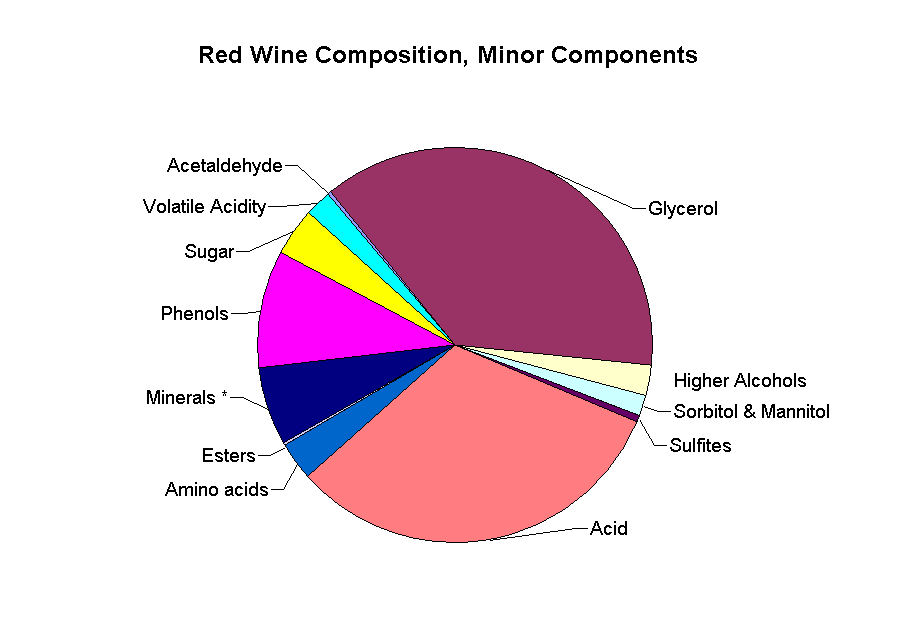 Red Wine Composition, Minor Components
Acetaldehyde
Volatile Acidity
Glycerol
Sugar
Phenols
Higher Alcohols
Minerals *
Sorbitol & Mannitol
Sulfites
Esters
Amino acids
Acid